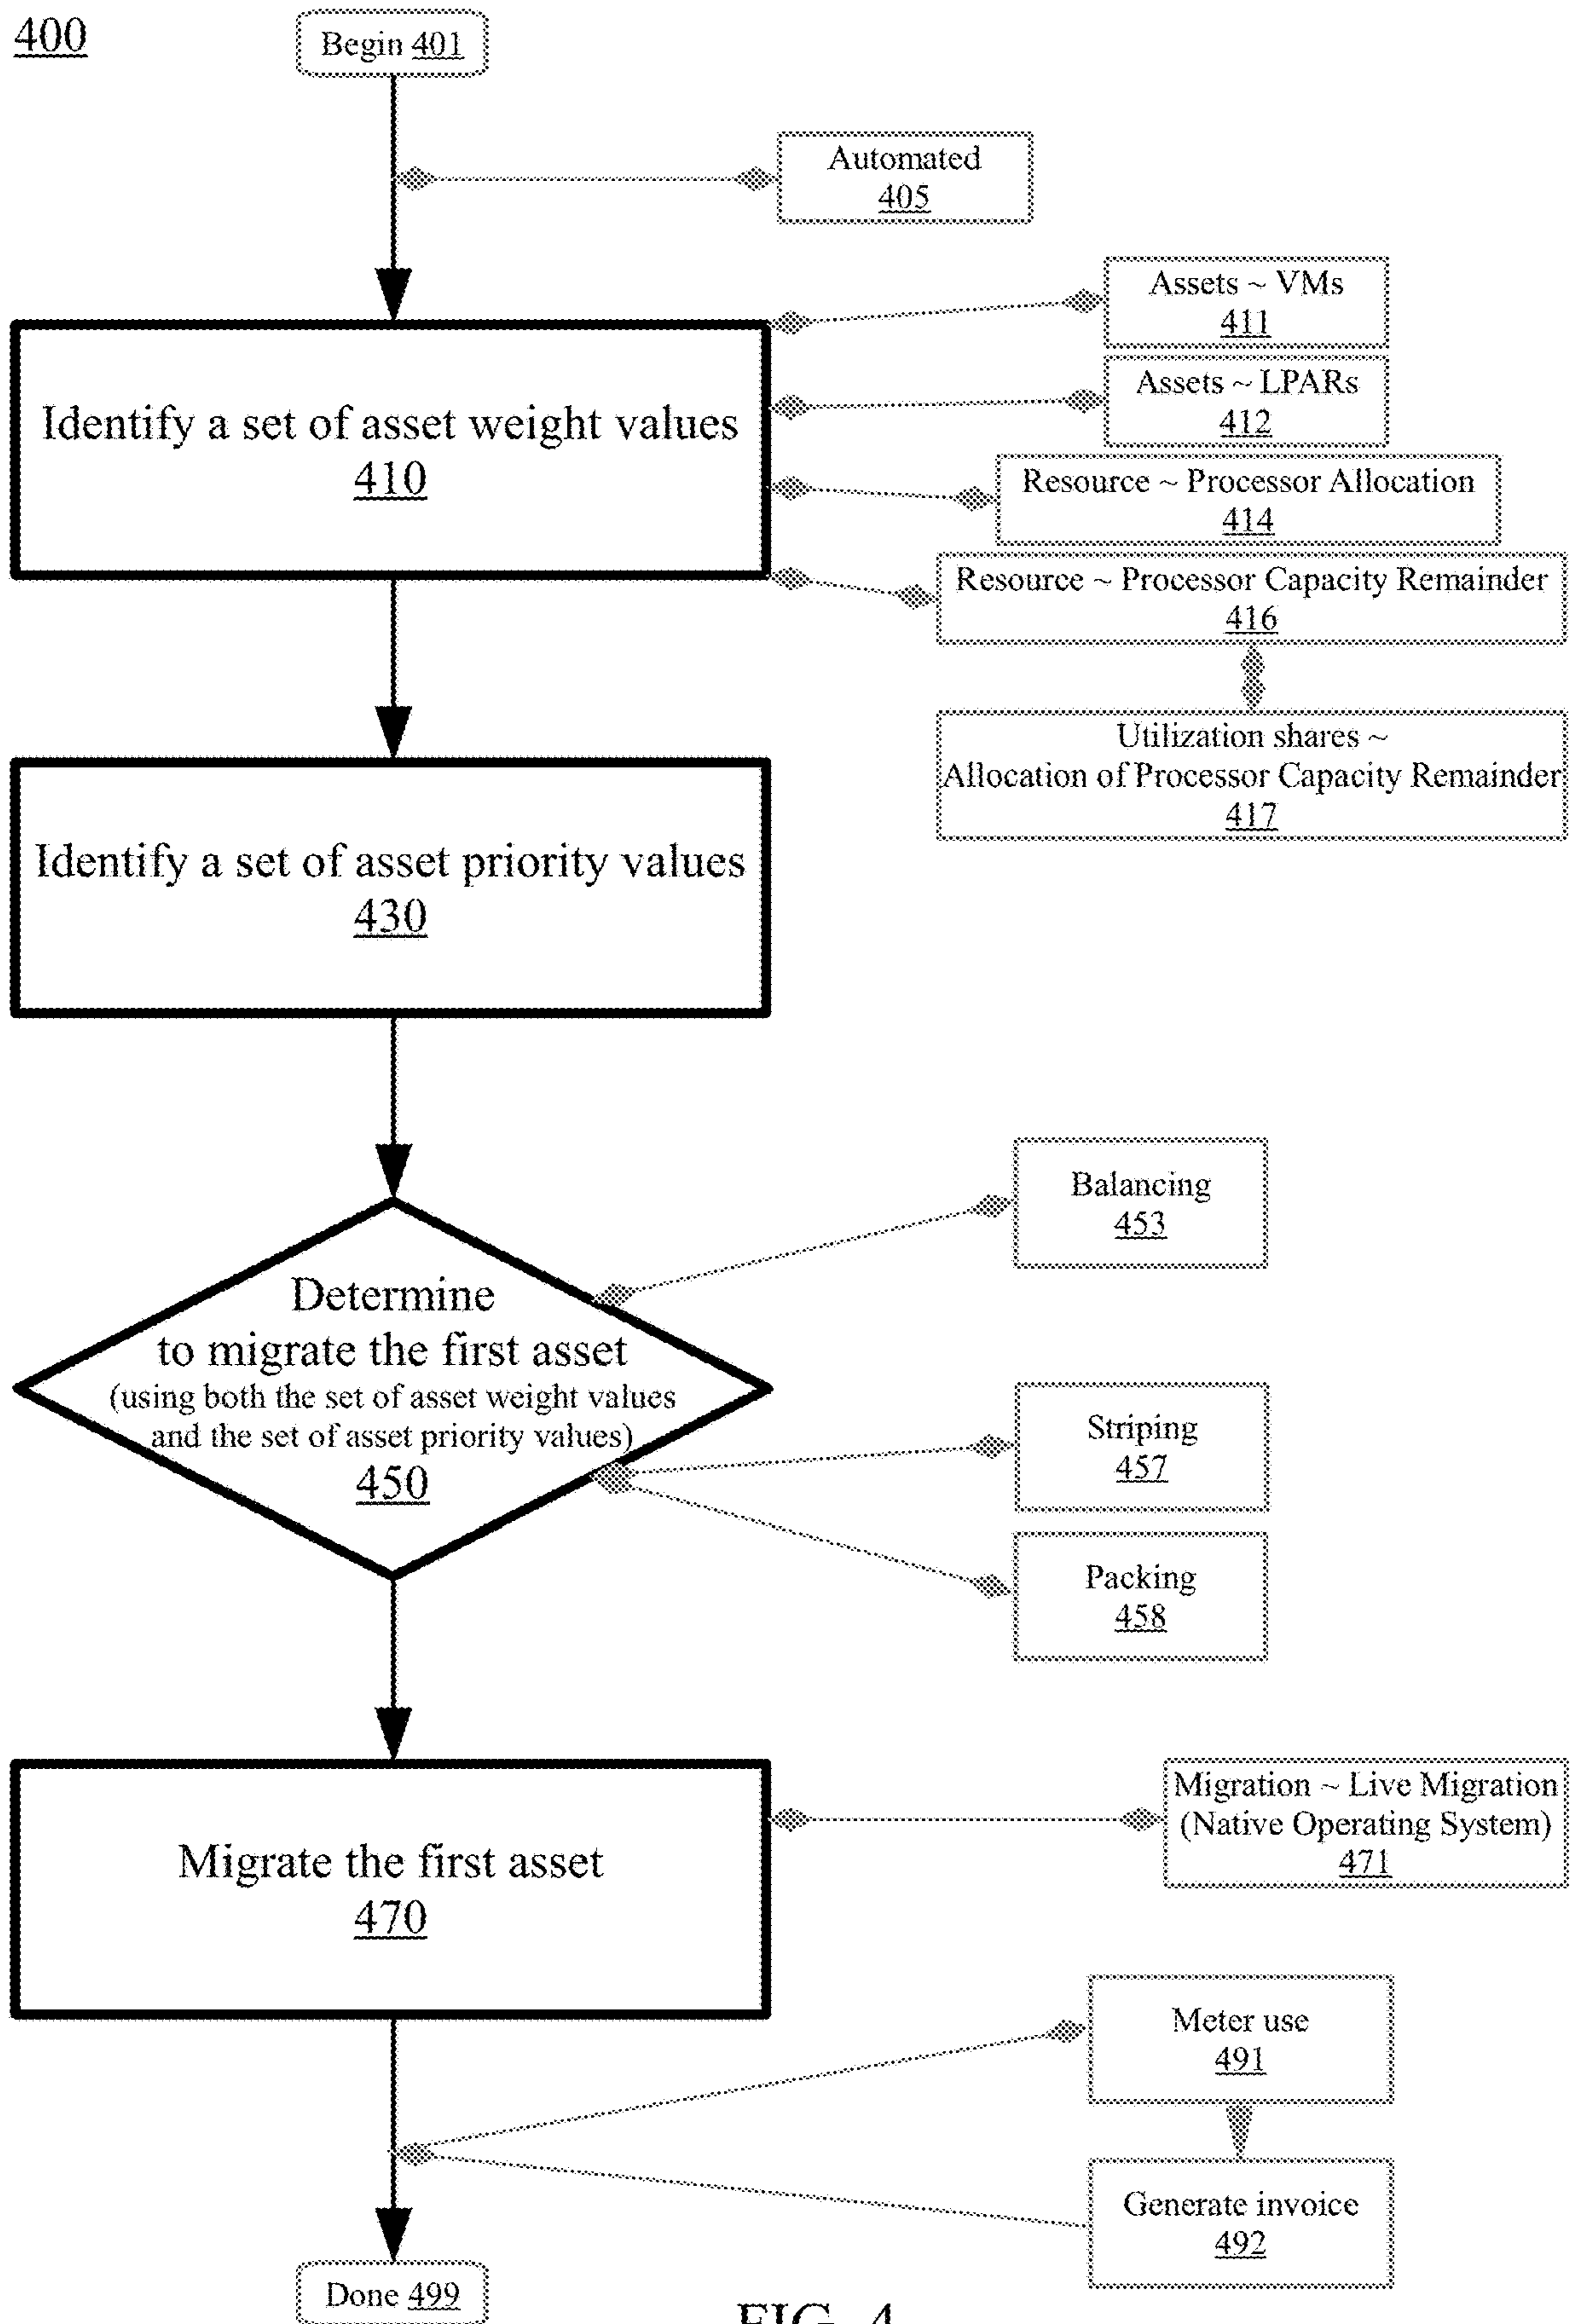 400
Begin 401
Automated
405
Assets ~ VMs
411
Assets ~ LPARs
412
Identify a set of asset weight values
410
Resource ~ Processor Allocation
414
Resource ~ Processor Capacity Remainder
416
Utilization shares ~
Allocation of Processor Capacity Remainder
417
Identify a set of asset priority values
430
Balancing
453
Determine
to migrate the first asset
(using both the set of asset weight values
and the set of asset priority values)
450
Striping
457
Packing
458
Migration ~ Live Migration
(Native Operating System)
471
Migrate the first asset
470
Meter use
491
Generate invoice
492
Done 499
FIG. 4